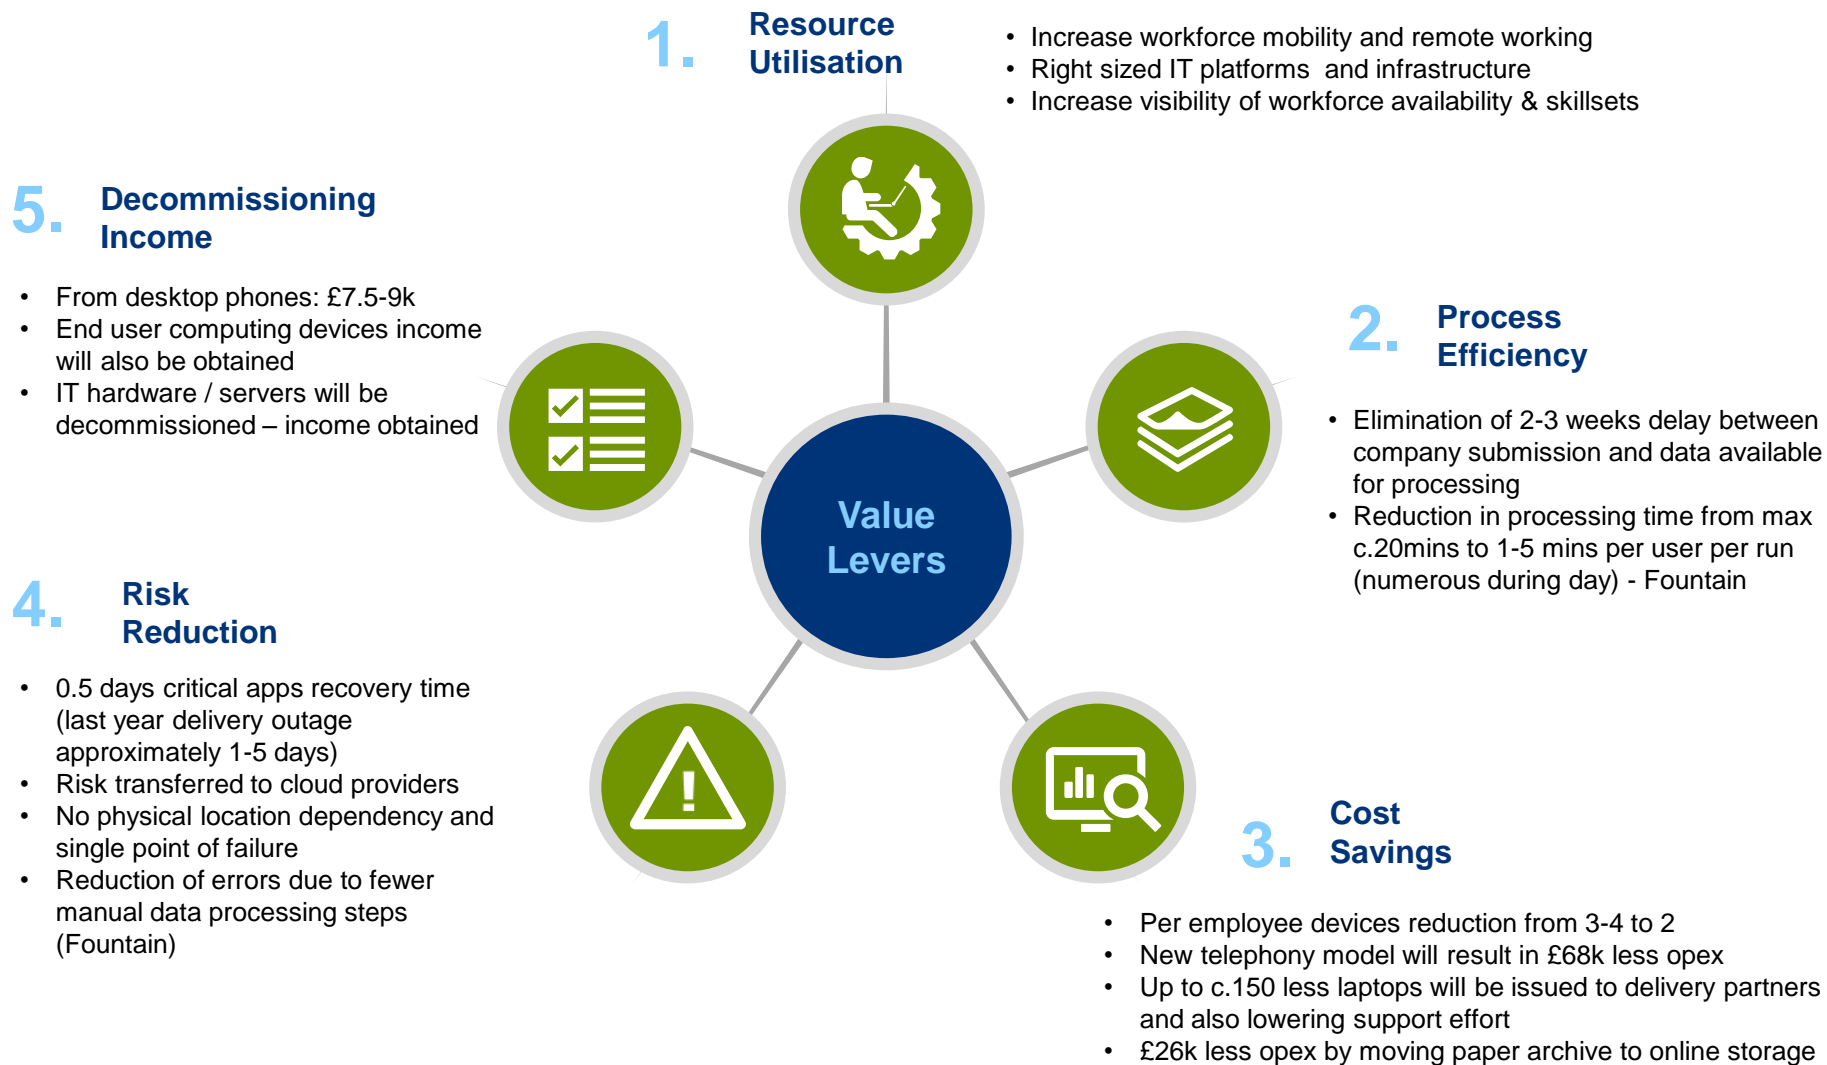 1.
Resource
Utilisation
• Increase workforce mobility and remote working
• Right sized IT platforms and infrastructure
• Increase visibility of workforce availability & skillsets
2.
Process
Efficiency
• Elimination of 2-3 weeks delay between
company submission and data available
for processing
• Reduction in processing time from max
c.20mins to 1-5 mins per user per run
(numerous during day) - Fountain
3.
Cost
Savings
• Per employee devices reduction from 3-4 to 2
• New telephony model will result in £68k less opex
• Up to c.150 less laptops will be issued to delivery partners
and also lowering support effort
• £26k less opex by moving paper archive to online storage
4.
Risk
Reduction
• 0.5 days critical apps recovery time
(last year delivery outage
approximately 1-5 days)
• Risk transferred to cloud providers
• No physical location dependency and
single point of failure
• Reduction of errors due to fewer
manual data processing steps
(Fountain)
5.
Decommissioning
Income
• From desktop phones: £7.5-9k
• End user computing devices income
will also be obtained
• IT hardware / servers will be
decommissioned – income obtained
Value
Levers